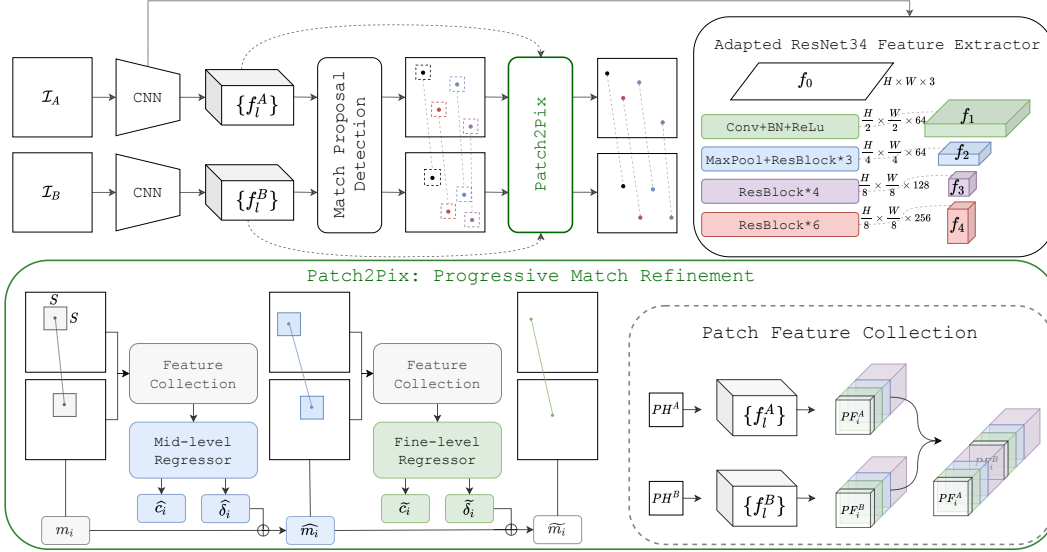 I_A
CNN
{f_l^A}
Match Proposal
Detection
Patch2Pix
I_B
CNN
{f_l^B}
Adapted ResNet34 Feature Extractor
f_0
H × W × 3
Conv+BN+ReLu
H/2 × W/2 × 64
f_1
MaxPool+ResBlock*3
H/4 × W/4 × 64
f_2
ResBlock*4
H/8 × W/8 × 128
f_3
ResBlock*6
H/8 × W/8 × 256
f_4
Patch2Pix: Progressive Match Refinement
S
S
Feature
Collection
Mid-level
Regressor
ĉ_i
δ̂_i
m_i
m̂_i
Feature
Collection
Fine-level
Regressor
c̃_i
δ̃_i
m̃_i
Patch Feature Collection
PH^A
{f_l^A}
PF_i^A
PH^B
{f_l^B}
PF_i^B
PF_i^B
PF_i^A